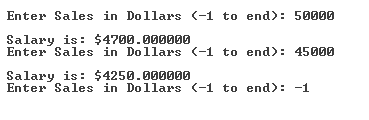 Enter Sales in Dollars (-1 to end): 50000
Salary is: $4700.000000
Enter Sales in Dollars (-1 to end): 45000
Salary is: $4250.000000
Enter Sales in Dollars (-1 to end): -1